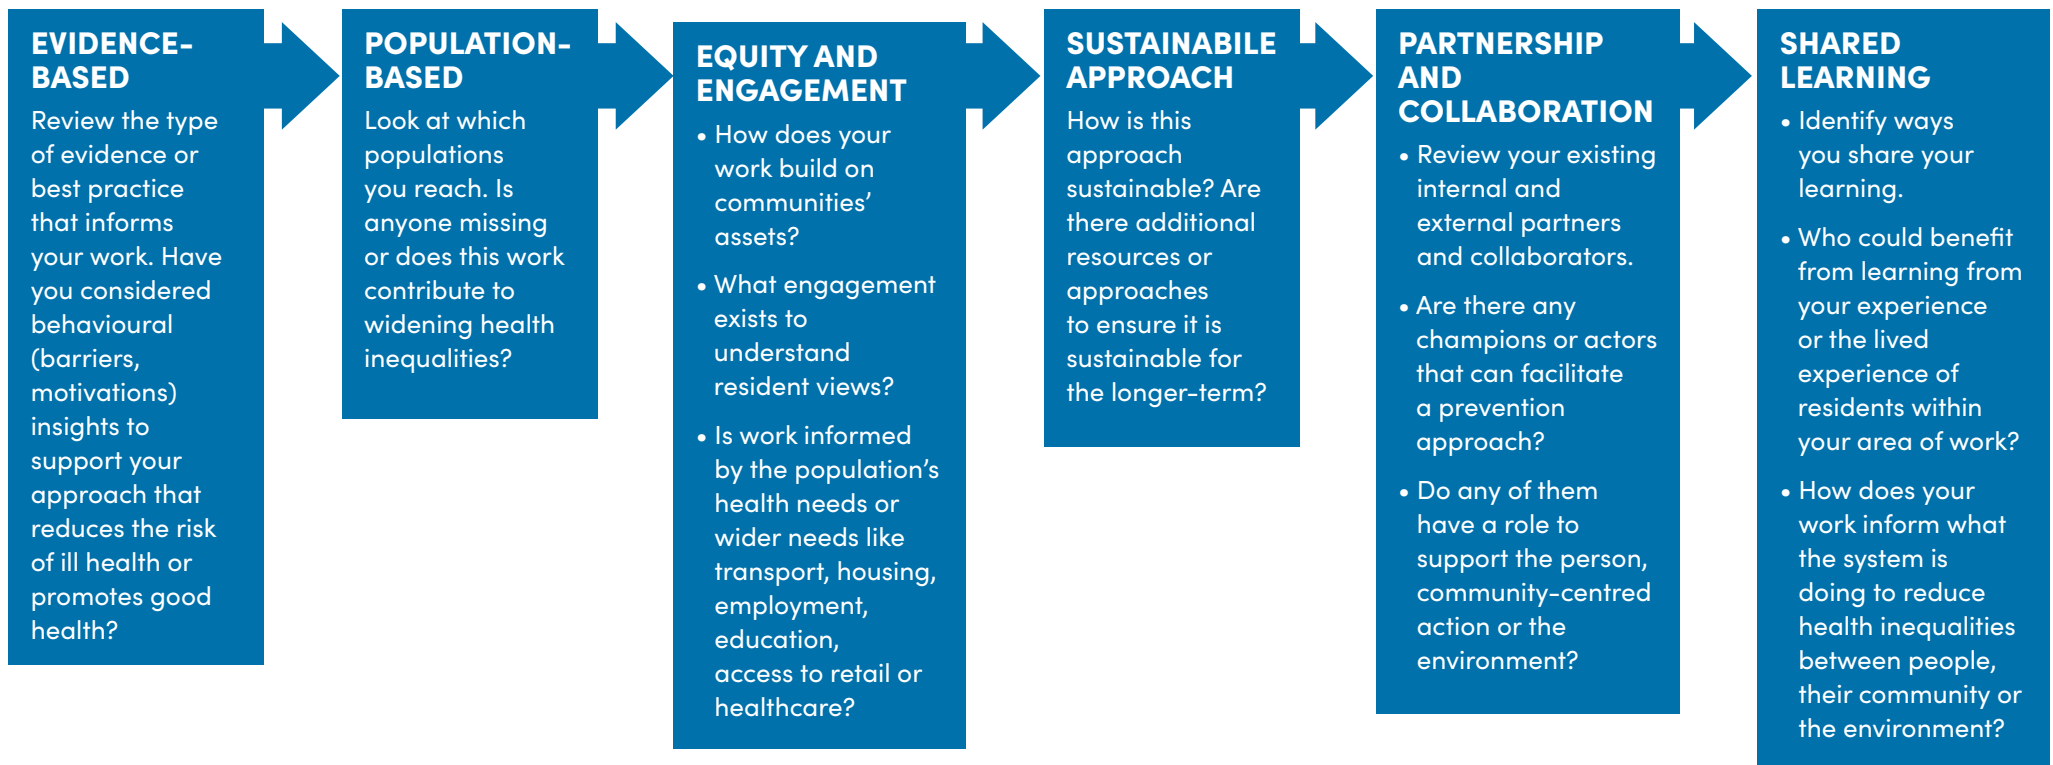 EVIDENCE-
BASED
Review the type
of evidence or
best practice
that informs
your work. Have
you considered
behavioural
(barriers,
motivations)
insights to
support your
approach that
reduces the risk
of ill health or
promotes good
health?
POPULATION-
BASED
Look at which
populations
you reach. Is
anyone missing
or does this work
contribute to
widening health
inequalities?
EQUITY AND
ENGAGEMENT
• How does your
work build on
communities’
assets?
• What engagement
exists to
understand
resident views?
• Is work informed
by the population’s
health needs or
wider needs like
transport, housing,
employment,
education,
access to retail or
healthcare?
SUSTAINABILE
APPROACH
How is this
approach
sustainable? Are
there additional
resources or
approaches
to ensure it is
sustainable for
the longer-term?
PARTNERSHIP
AND
COLLABORATION
• Review your existing
internal and
external partners
and collaborators.
• Are there any
champions or actors
that can facilitate
a prevention
approach?
• Do any of them
have a role to
support the person,
community-centred
action or the
environment?
SHARED
LEARNING
• Identify ways
you share your
learning.
• Who could benefit
from learning from
your experience
or the lived
experience of
residents within
your area of work?
• How does your
work inform what
the system is
doing to reduce
health inequalities
between people,
their community or
the environment?